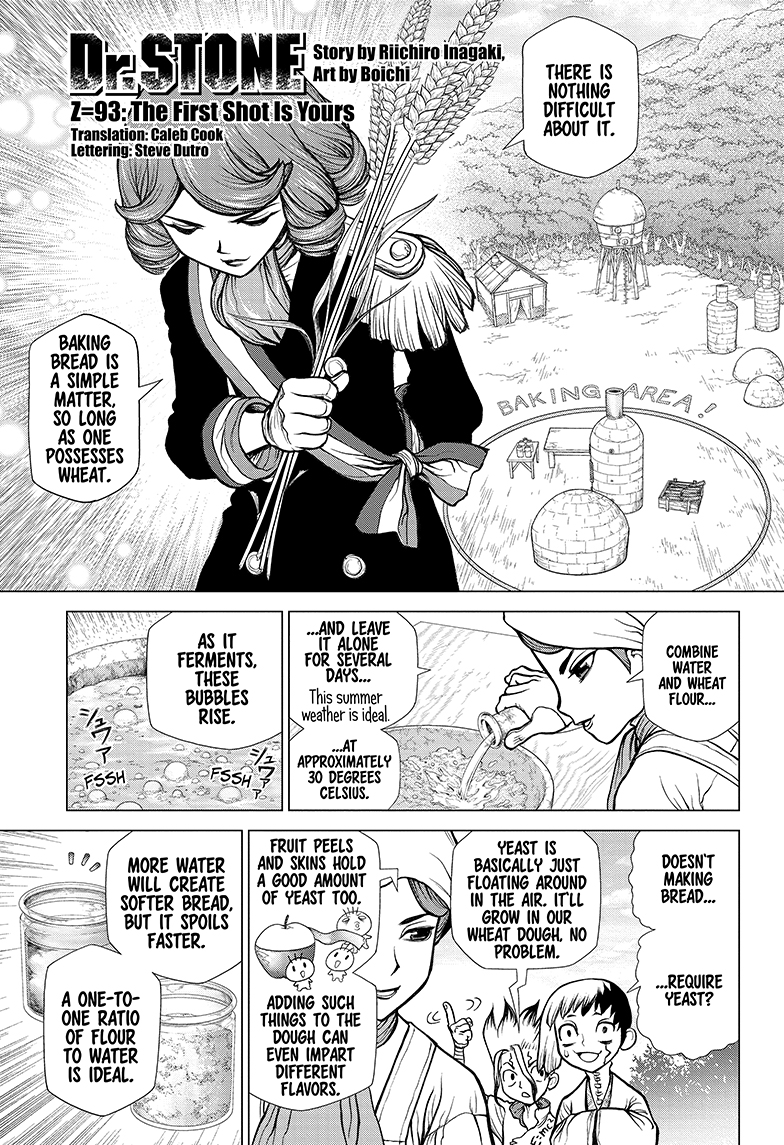 Dr.STONE
Story by Riichiro Inagaki,
Art by Boichi
Z=93: The First Shot Is Yours
Translation: Caleb Cook
Lettering: Steve Dutro
THERE IS
NOTHING
DIFFICULT
ABOUT IT.
BAKING
BREAD IS
A SIMPLE
MATTER,
SO LONG
AS ONE
POSSESSES
WHEAT.
BAKING AREA!
COMBINE
WATER
AND WHEAT
FLOUR...
...AND LEAVE
IT ALONE
FOR SEVERAL
DAYS...
This summer
weather is ideal.
...AT
APPROXIMATELY
30 DEGREES
CELSIUS.
AS IT
FERMENTS,
THESE
BUBBLES
RISE.
シュワァ
FSSH
シュワァ
FSSH
DOESN'T
MAKING
BREAD...
...REQUIRE
YEAST?
YEAST IS
BASICALLY JUST
FLOATING AROUND
IN THE AIR. IT'LL
GROW IN OUR
WHEAT DOUGH, NO
PROBLEM.
FRUIT PEELS
AND SKINS HOLD
A GOOD AMOUNT
OF YEAST TOO.
ADDING SUCH
THINGS TO THE
DOUGH CAN
EVEN IMPART
DIFFERENT
FLAVORS.
MORE WATER
WILL CREATE
SOFTER BREAD,
BUT IT SPOILS
FASTER.
A ONE-TO-
ONE RATIO
OF FLOUR
TO WATER
IS IDEAL.